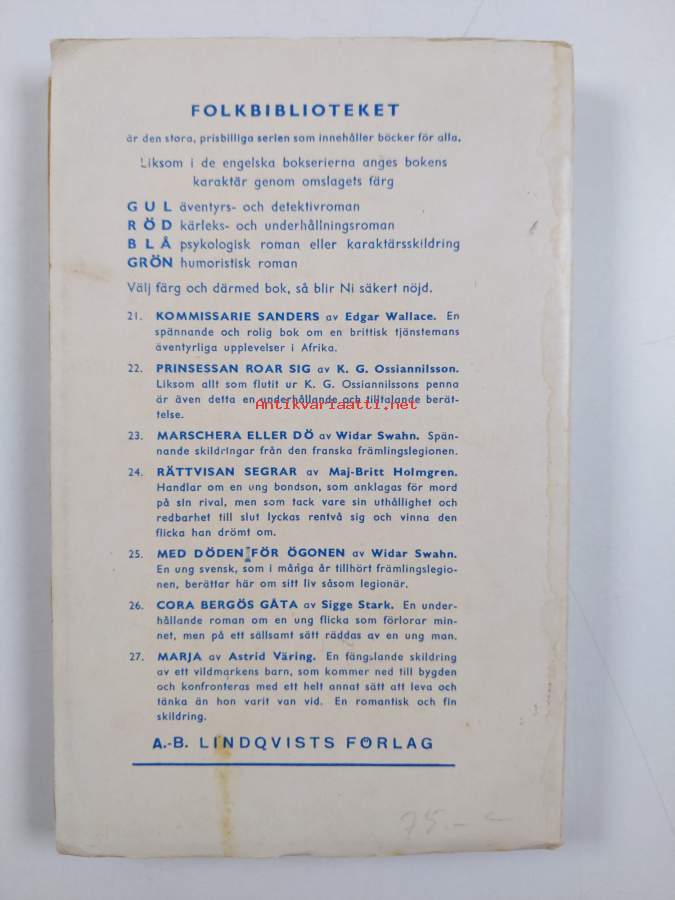 FOLKBIBLIOTEKET
är den stora, prisbilliga serien som innehåller böcker för alla.
Liksom i de engelska bokserierna anges bokens
karaktär genom omslagets färg
GUL äventyrs- och detektivroman
RÖD kärleks- och underhållningsroman
BLÅ psykologisk roman eller karaktärsskildring
GRÖN humoristisk roman
Välj färg och därmed bok, så blir Ni säkert nöjd.
21. KOMMISSARIE SANDERS av Edgar Wallace. En
spännande och rolig bok om en brittisk tjänstemans
äventyrliga upplevelser i Afrika.
22. PRINSESSAN ROAR SIG av K. G. Ossiannilsson.
Liksom allt som flutit ur K. G. Ossiannilssons penna
är även detta en underhållande och tilltalande berät-
telse.
Antikvariaatti.net
23. MARSCHERA ELLER DÖ av Widar Swahn. Spän-
nande skildringar från den franska främlingslegionen.
24. RÄTTVISAN SEGRAR av Maj-Britt Holmgren.
Handlar om en ung bondson, som anklagas för mord
på sin rival, men som tack vare sin uthållighet och
redbarhet till slut lyckas rentvå sig och vinna den
flicka han drömt om.
25. MED DÖDEN FÖR ÖGONEN av Widar Swahn.
En ung svensk, som i många år tillhört främlingslegio-
nen, berättar här om sitt liv såsom legionär.
26. CORA BERGÖS GÅTA av Sigge Stark. En under-
hållande roman om en ung flicka som förlorar min-
net, men på ett sällsamt sätt räddas av en ung man.
27. MARJA av Astrid Väring. En fängslande skildring
av ett vildmarkens barn, som kommer ned till bygden
och konfronteras med ett helt annat sätt att leva och
tänka än hon varit van vid. En romantisk och fin
skildring.
A.-B. LINDQVISTS FÖRLAG
75.-